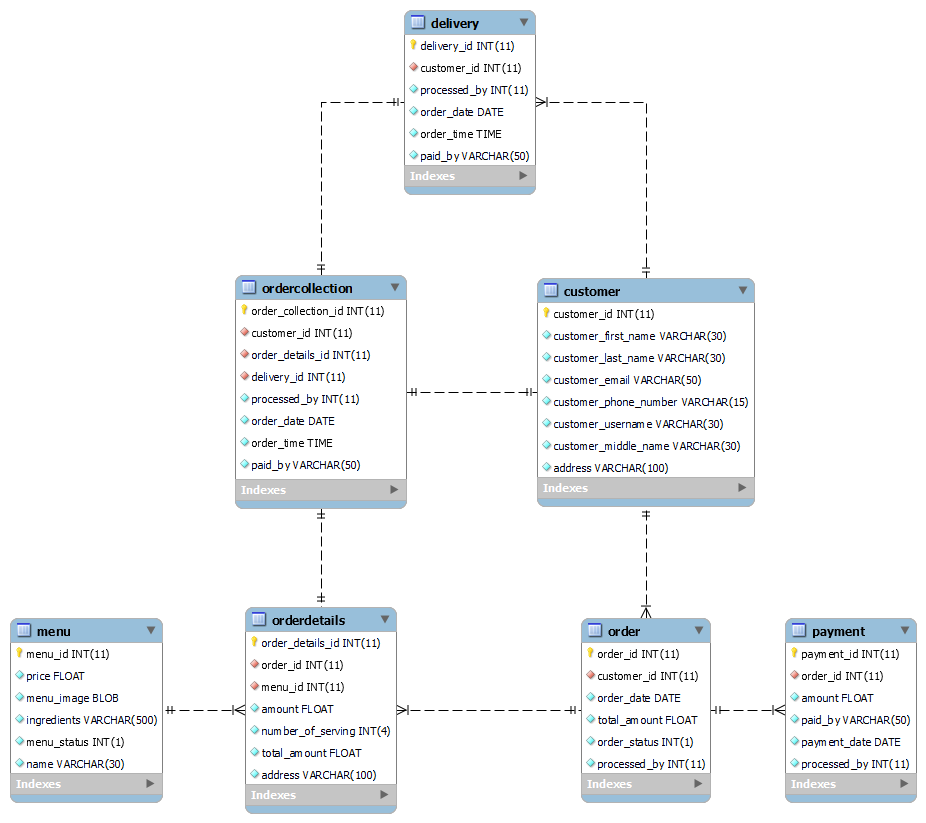 delivery
delivery_id INT(11)
customer_id INT(11)
processed_by INT(11)
order_date DATE
order_time TIME
paid_by VARCHAR(50)
Indexes
ordercollection
order_collection_id INT(11)
customer_id INT(11)
order_details_id INT(11)
delivery_id INT(11)
processed_by INT(11)
order_date DATE
order_time TIME
paid_by VARCHAR(50)
Indexes
customer
customer_id INT(11)
customer_first_name VARCHAR(30)
customer_last_name VARCHAR(30)
customer_email VARCHAR(50)
customer_phone_number VARCHAR(15)
customer_username VARCHAR(30)
customer_middle_name VARCHAR(30)
address VARCHAR(100)
Indexes
menu
menu_id INT(11)
price FLOAT
menu_image BLOB
ingredients VARCHAR(500)
menu_status INT(1)
name VARCHAR(30)
Indexes
orderdetails
order_details_id INT(11)
order_id INT(11)
menu_id INT(11)
amount FLOAT
number_of_serving INT(4)
total_amount FLOAT
address VARCHAR(100)
Indexes
order
order_id INT(11)
customer_id INT(11)
order_date DATE
total_amount FLOAT
order_status INT(1)
processed_by INT(11)
Indexes
payment
payment_id INT(11)
order_id INT(11)
amount FLOAT
paid_by VARCHAR(50)
payment_date DATE
processed_by INT(11)
Indexes